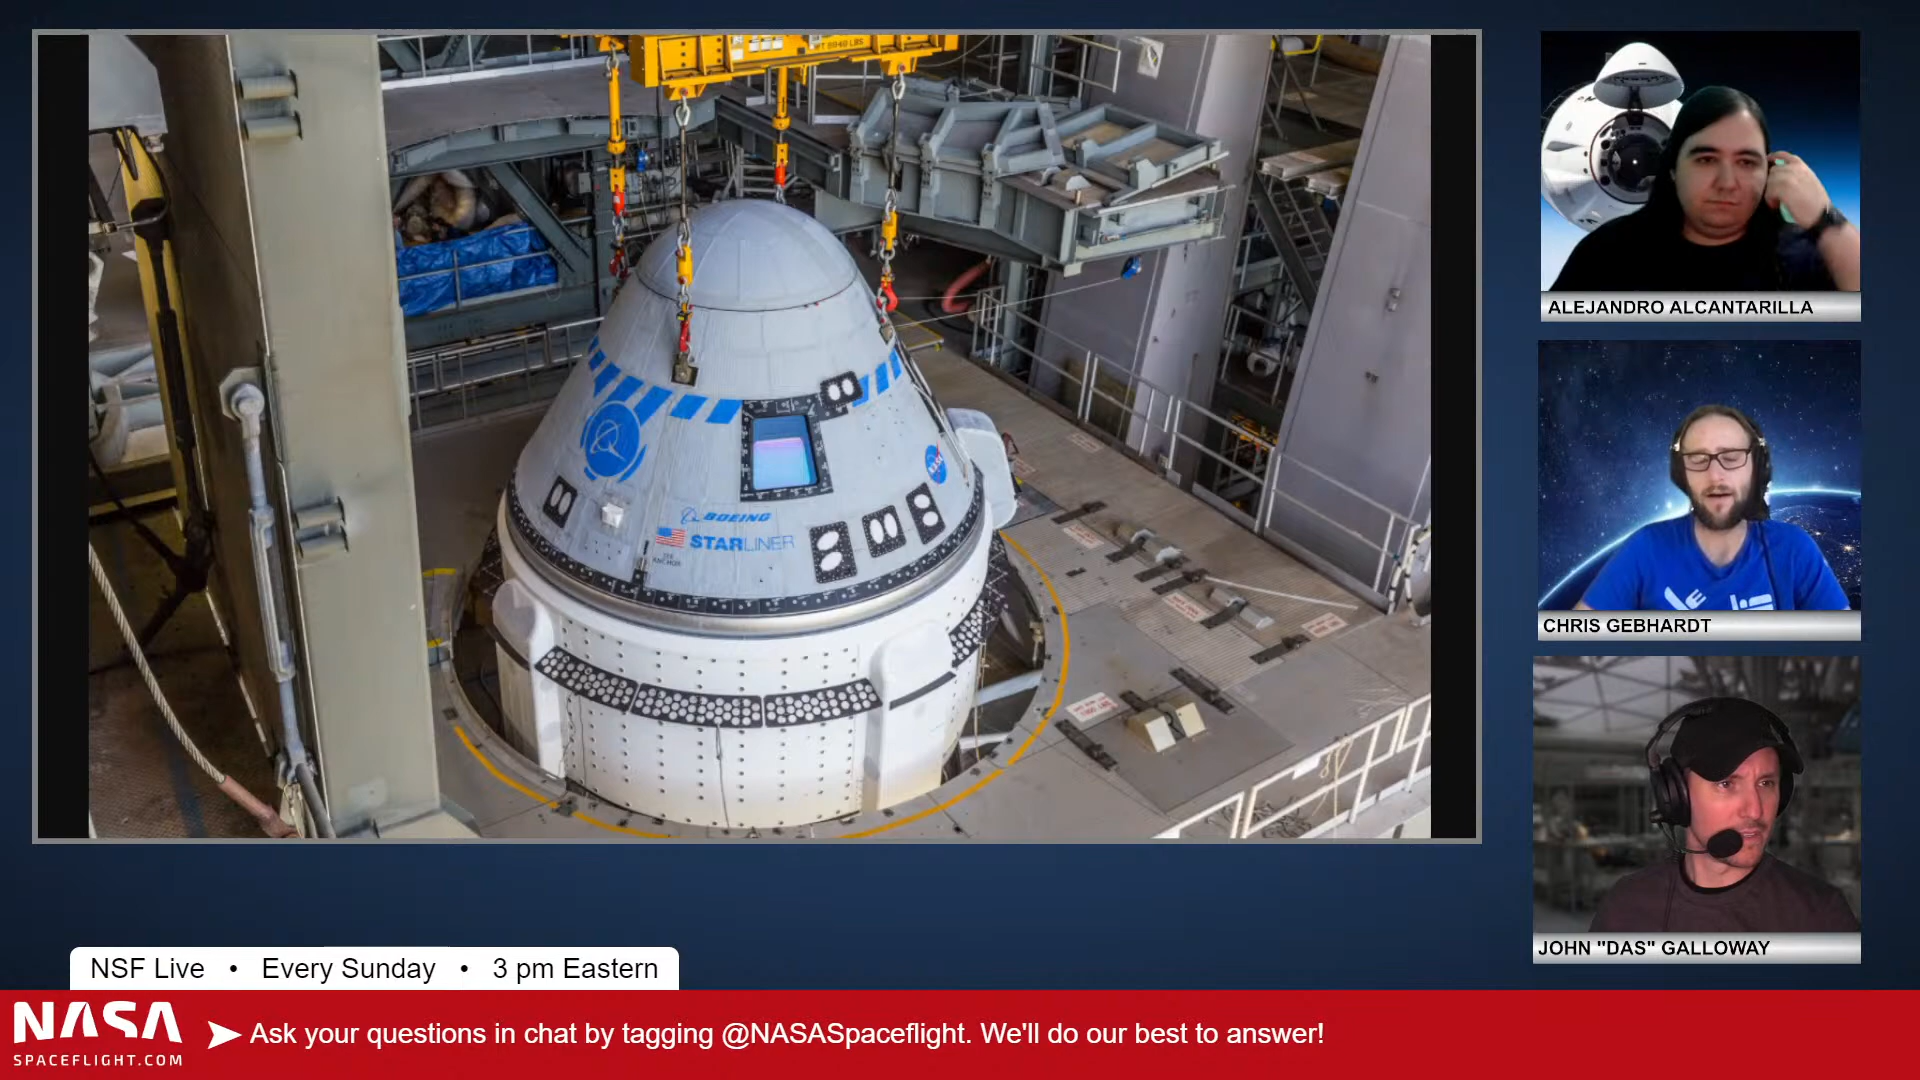 BOEING
STARLINER
NASA
ALEJANDRO ALCANTARILLA
CHRIS GEBHARDT
JOHN "DAS" GALLOWAY
NSF Live • Every Sunday • 3 pm Eastern
NASA
SPACEFLIGHT.COM
Ask your questions in chat by tagging @NASASpaceflight. We'll do our best to answer!